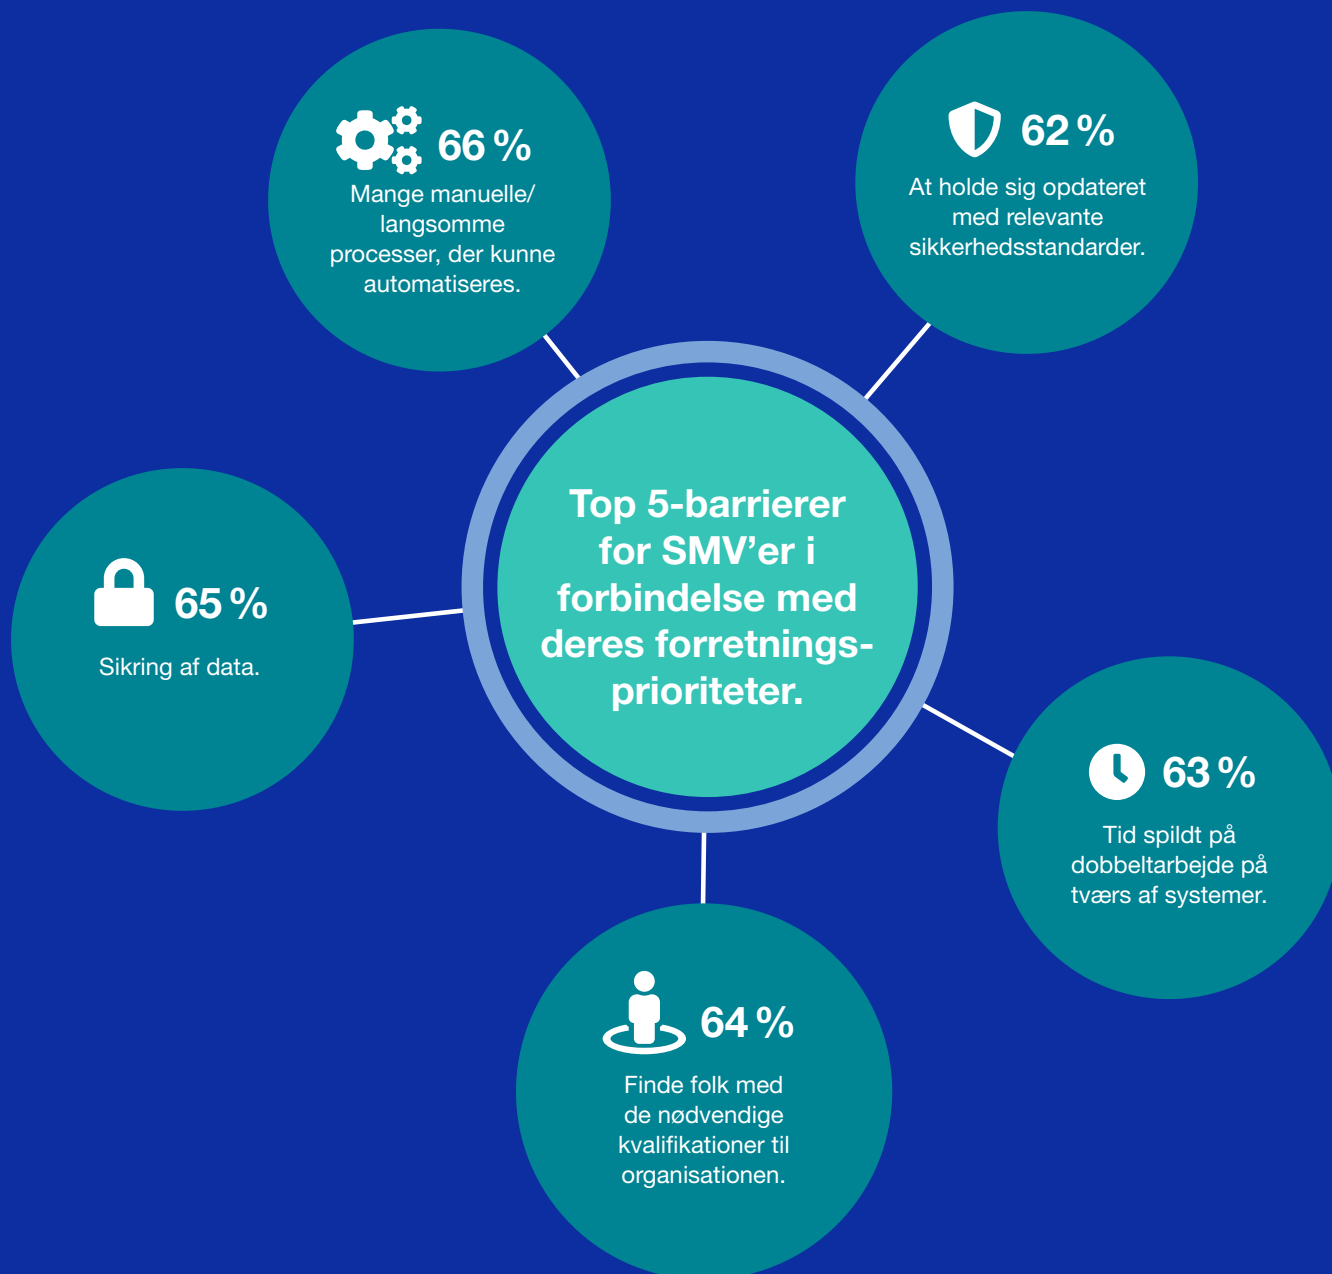 66 %
Mange manuelle/
langsomme
processer, der kunne
automatiseres.
62 %
At holde sig opdateret
med relevante
sikkerhedsstandarder.
Top 5-barrierer
for SMV’er i
forbindelse med
deres forretnings-
prioriteter.
65 %
Sikring af data.
63 %
Tid spildt på
dobbeltarbejde på
tværs af systemer.
64 %
Finde folk med
de nødvendige
kvalifikationer til
organisationen.